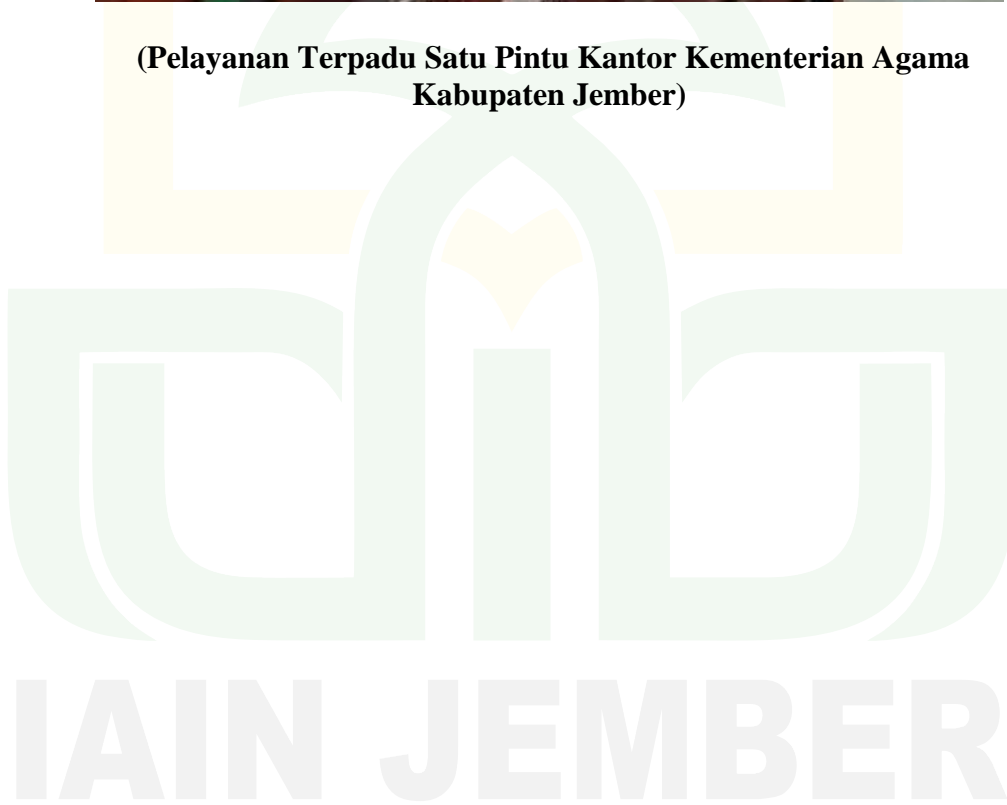 (Pelayanan Terpadu Satu Pintu Kantor Kementerian Agama
Kabupaten Jember)
IAIN JEMBER